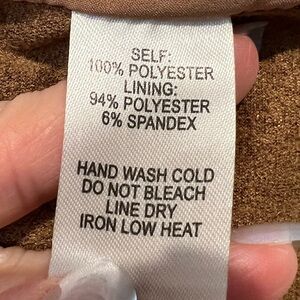 SELF:
100% POLYESTER
LINING:
94% POLYESTER
6% SPANDEX
HAND WASH COLD
DO NOT BLEACH
LINE DRY
IRON LOW HEAT